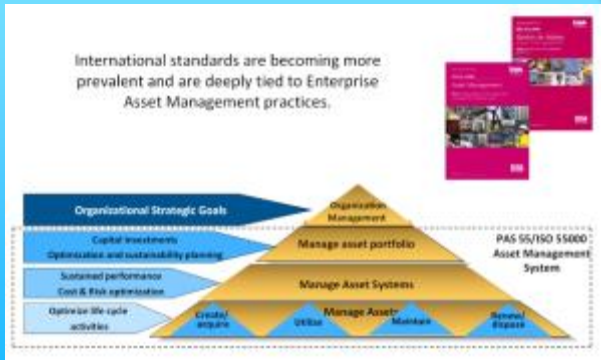 International standards are becoming more
prevalent and are deeply tied to Enterprise
Asset Management practices.
Organizational Strategic Goals
Organization
Management
Capital investments
Optimization and sustainability planning
Manage asset portfolio
PAS 55/ISO 55000
Asset Management
System
Sustained performance
Cost & Risk optimization
Manage Asset Systems
Optimize life cycle
activities
Manage Assets
Create/
acquire
Utilise
Maintain
Renew/
dispose